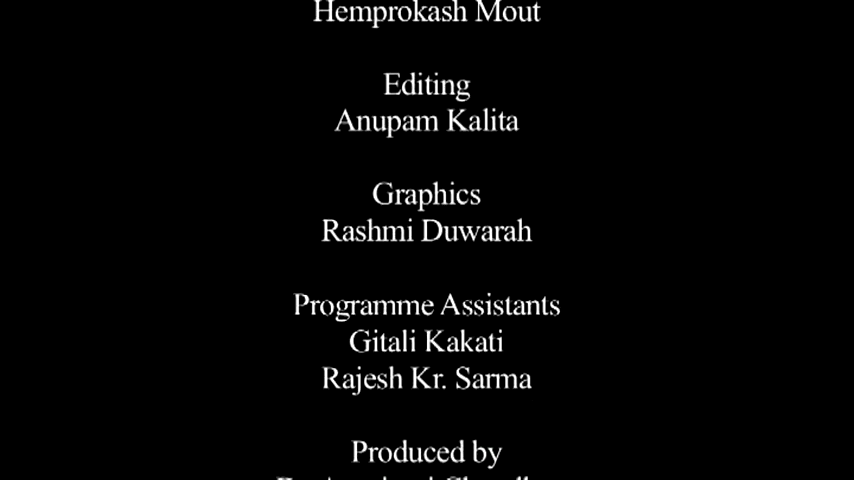 Hemprokash Mout
Editing
Anupam Kalita
Graphics
Rashmi Duwarah
Programme Assistants
Gitali Kakati
Rajesh Kr. Sarma
Produced by